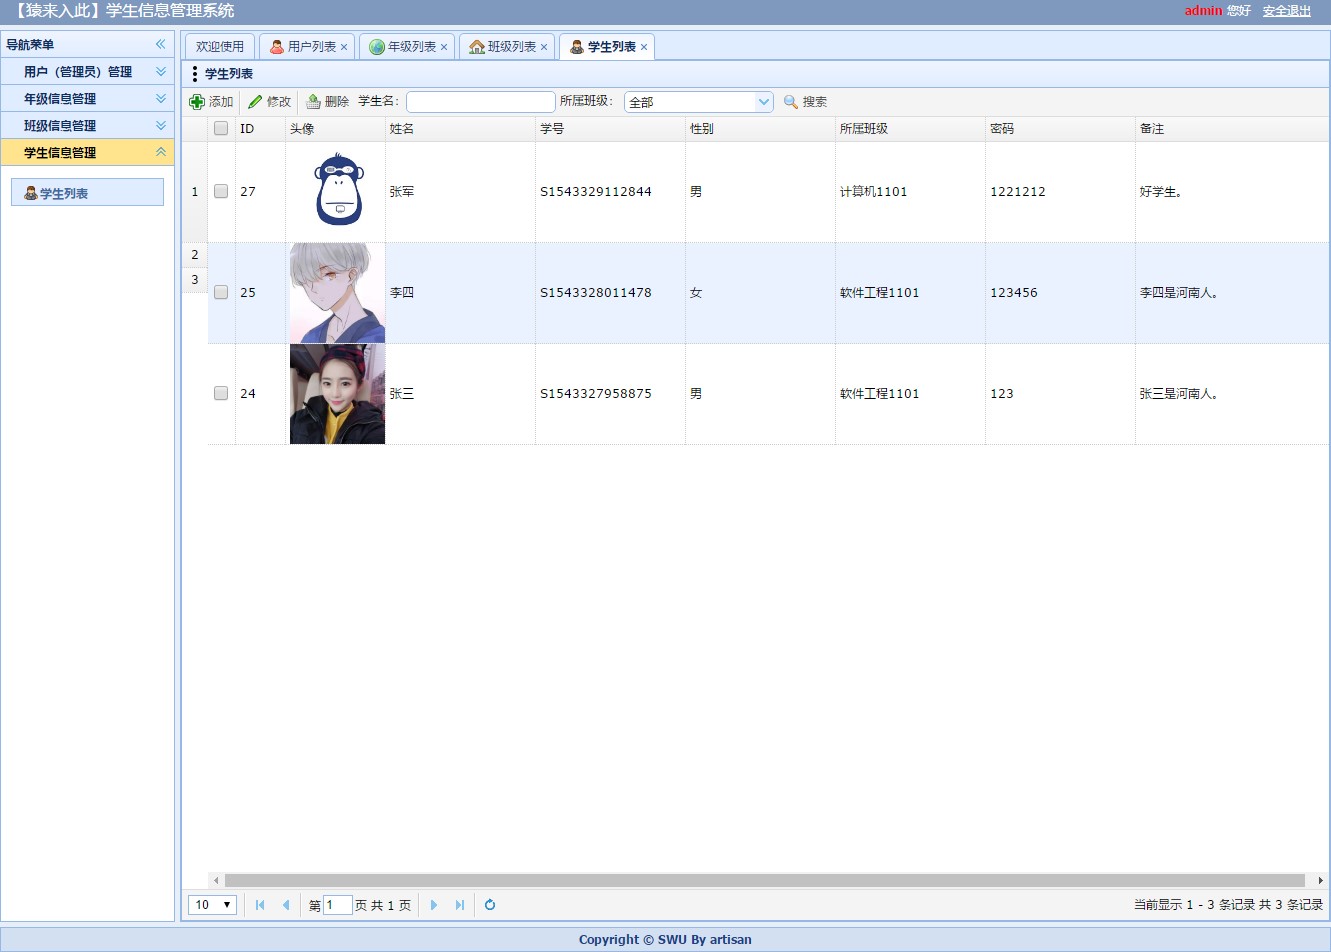 【猿来入此】学生信息管理系统
admin 您好 安全退出
导航菜单
用户（管理员）管理
年级信息管理
班级信息管理
学生信息管理
学生列表
欢迎使用 用户列表 年级列表 班级列表 学生列表
学生列表
添加 修改 删除 学生名: 所属班级: 全部 搜索
ID 头像 姓名 学号 性别 所属班级 密码 备注
1 27 张军 S1543329112844 男 计算机1101 1221212 好学生。
2
3
25 李四 S1543328011478 女 软件工程1101 123456 李四是河南人。
24 张三 S1543327958875 男 软件工程1101 123 张三是河南人。
10 第 1 页 共 1 页
当前显示 1 - 3 条记录 共 3 条记录
Copyright © SWU By artisan